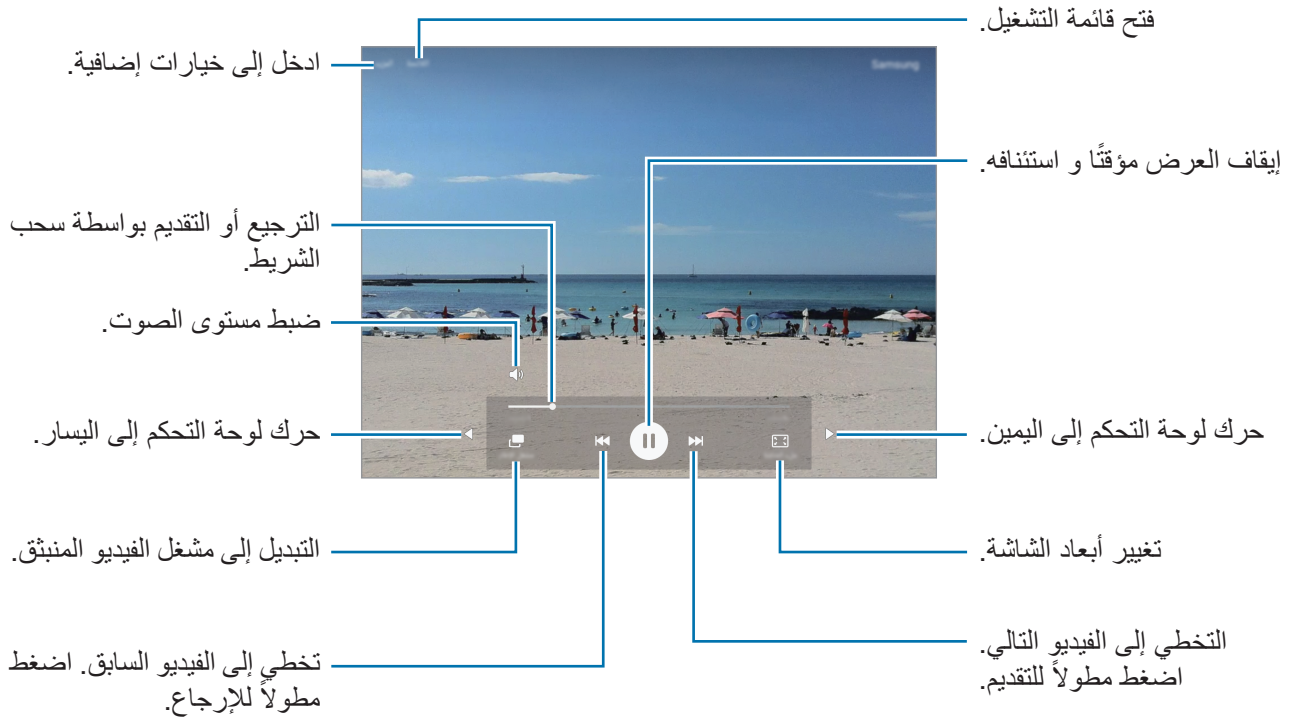 فتح قائمة التشغيل.
ادخل إلى خيارات إضافية.
Samsung
إيقاف العرض مؤقتًا و استئنافه.
الترجيع أو التقديم بواسطة سحب
الشريط.
ضبط مستوى الصوت.
حرك لوحة التحكم إلى اليمين.
حرك لوحة التحكم إلى اليسار.
تغيير أبعاد الشاشة.
التبديل إلى مشغل الفيديو المنبثق.
التخطي إلى الفيديو التالي.
اضغط مطولاً للتقديم.
تخطي إلى الفيديو السابق. اضغط
مطولاً للإرجاع.